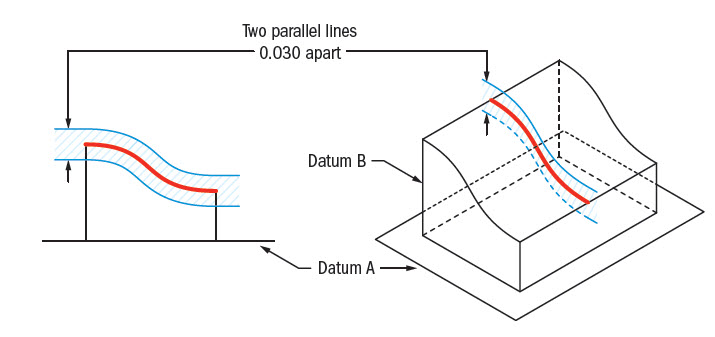 Two parallel lines
0.030 apart
Datum B
Datum A